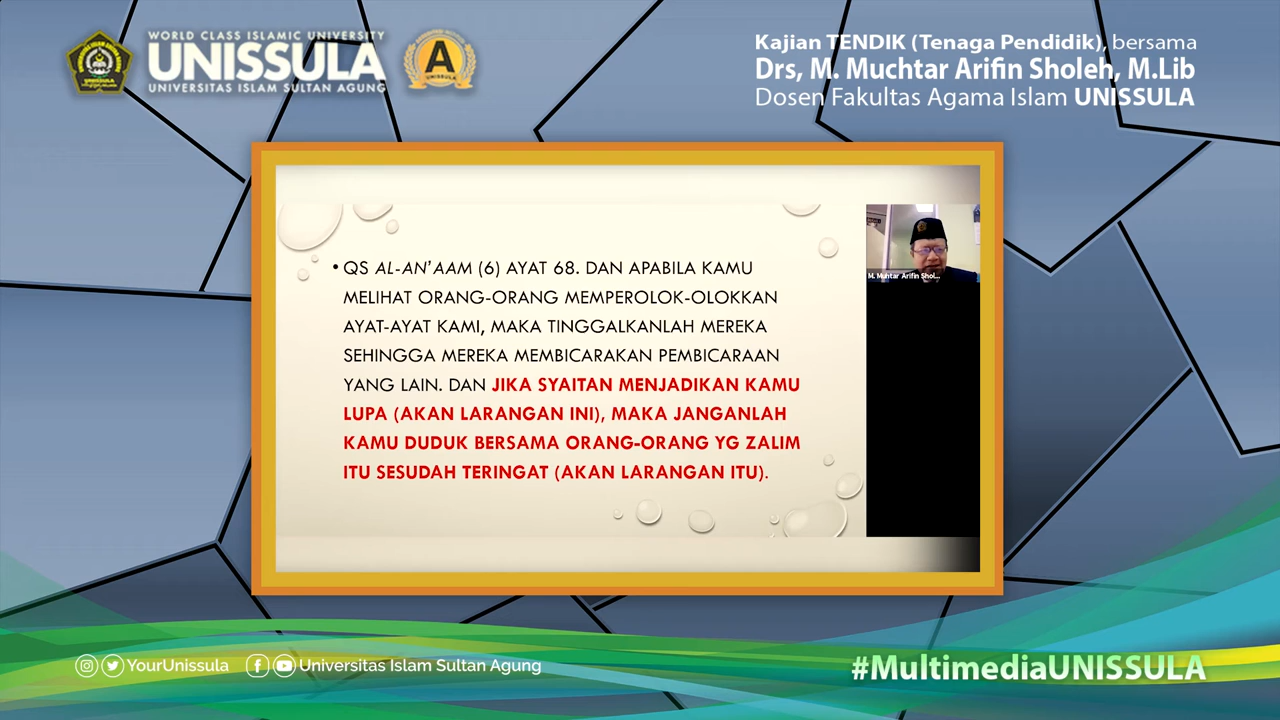 WORLD CLASS ISLAMIC UNIVERSITY
UNISSULA
UNIVERSITAS ISLAM SULTAN AGUNG
A
UNISSULA
Kajian TENDIK (Tenaga Pendidik), bersama
Drs, M. Muchtar Arifin Sholeh, M.Lib
Dosen Fakultas Agama Islam UNISSULA
• QS AL-AN'AAM (6) AYAT 68. DAN APABILA KAMU
MELIHAT ORANG-ORANG MEMPEROLOK-OLOKKAN
AYAT-AYAT KAMI, MAKA TINGGALKANLAH MEREKA
SEHINGGA MEREKA MEMBICARAKAN PEMBICARAAN
YANG LAIN. DAN JIKA SYAITAN MENJADIKAN KAMU
LUPA (AKAN LARANGAN INI), MAKA JANGANLAH
KAMU DUDUK BERSAMA ORANG-ORANG YG ZALIM
ITU SESUDAH TERINGAT (AKAN LARANGAN ITU).
M. Muhtar Arifin Shol...
YourUnissula
Universitas Islam Sultan Agung
#MultimediaUNISSULA